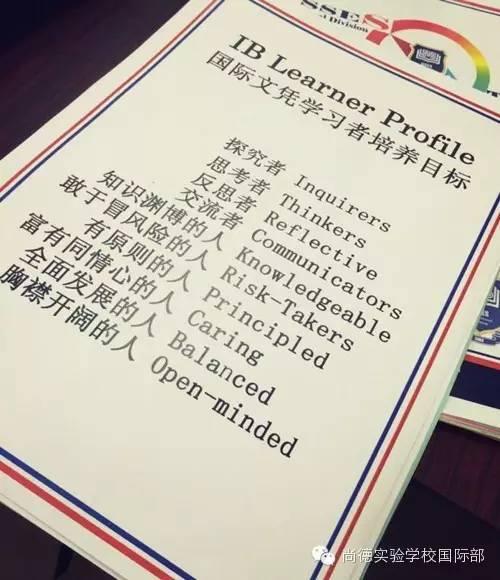 SSES
IB Learner Profile
国际文凭学习者培养目标
探究者 Inquirers
思考者 Thinkers
反思者 Reflective
交流者 Communicators
知识渊博的人 Knowledgeable
敢于冒风险的人 Risk-Takers
有原则的人 Principled
富有同情心的人 Caring
全面发展的人 Balanced
胸襟开阔的人 Open-minded
尚德实验学校国际部